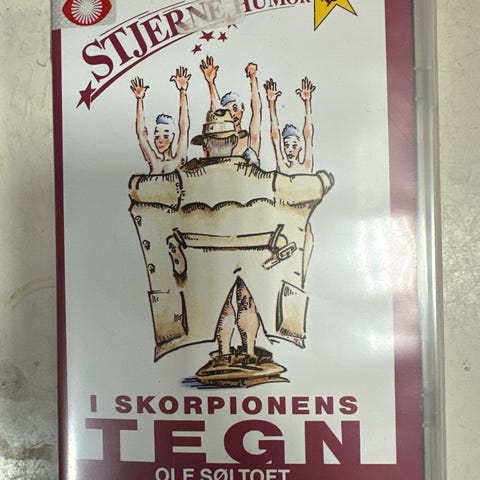 STJERNE HUMOR
I SKORPIONENS
TEGN
OLE SØLTOFT